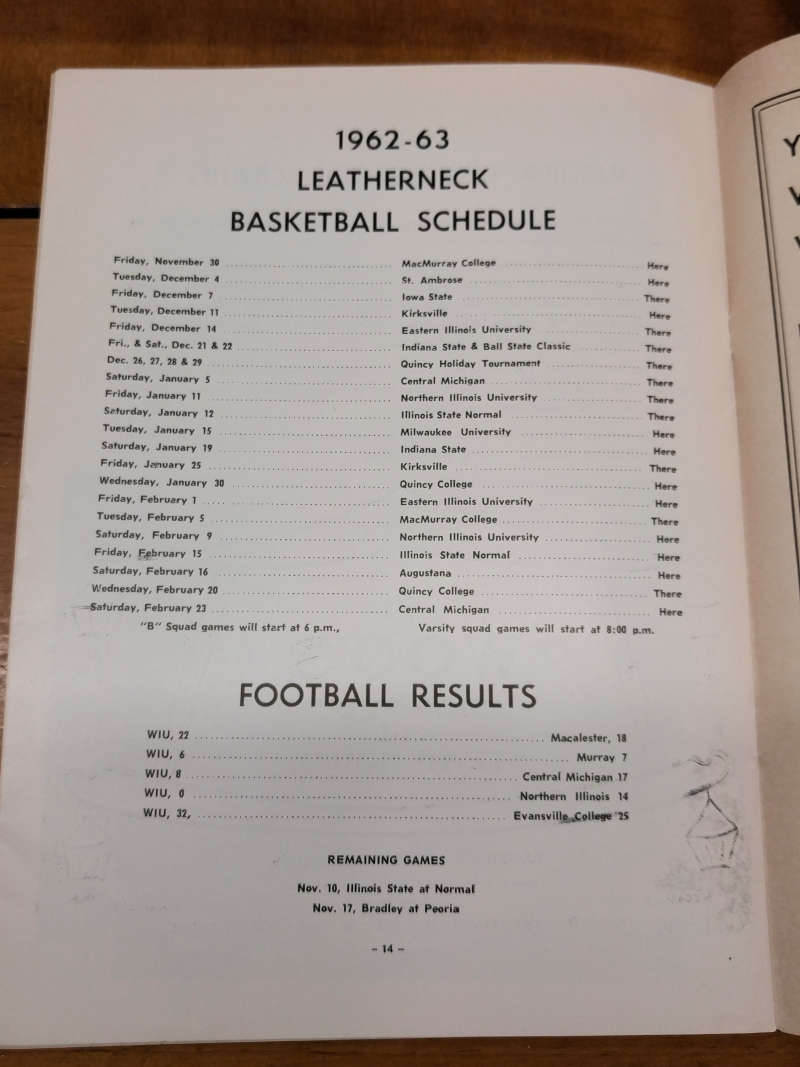 1962-63
LEATHERNECK
BASKETBALL SCHEDULE
Friday, November 30 MacMurray College Here
Tuesday, December 4 St. Ambrose Here
Friday, December 7 Iowa State There
Tuesday, December 11 Kirksville Here
Friday, December 14 Eastern Illinois University There
Fri., & Sat., Dec. 21 & 22 Indiana State & Ball State Classic There
Dec. 26, 27, 28 & 29 Quincy Holiday Tournament There
Saturday, January 5 Central Michigan There
Friday, January 11 Northern Illinois University There
Saturday, January 12 Illinois State Normal There
Tuesday, January 15 Milwaukee University Here
Saturday, January 19 Indiana State Here
Friday, January 25 Kirksville There
Wednesday, January 30 Quincy College Here
Friday, February 1 Eastern Illinois University Here
Tuesday, February 5 MacMurray College There
Saturday, February 9 Northern Illinois University Here
Friday, February 15 Illinois State Normal Here
Saturday, February 16 Augustana Here
Wednesday, February 20 Quincy College There
Saturday, February 23 Central Michigan Here
"B" Squad games will start at 6 p.m., Varsity squad games will start at 8:00 p.m.
FOOTBALL RESULTS
WIU, 22 Macalester, 18
WIU, 6 Murray 7
WIU, 8 Central Michigan 17
WIU, 0 Northern Illinois 14
WIU, 32, Evansville College 25
REMAINING GAMES
Nov. 10, Illinois State at Normal
Nov. 17, Bradley at Peoria
- 14 -